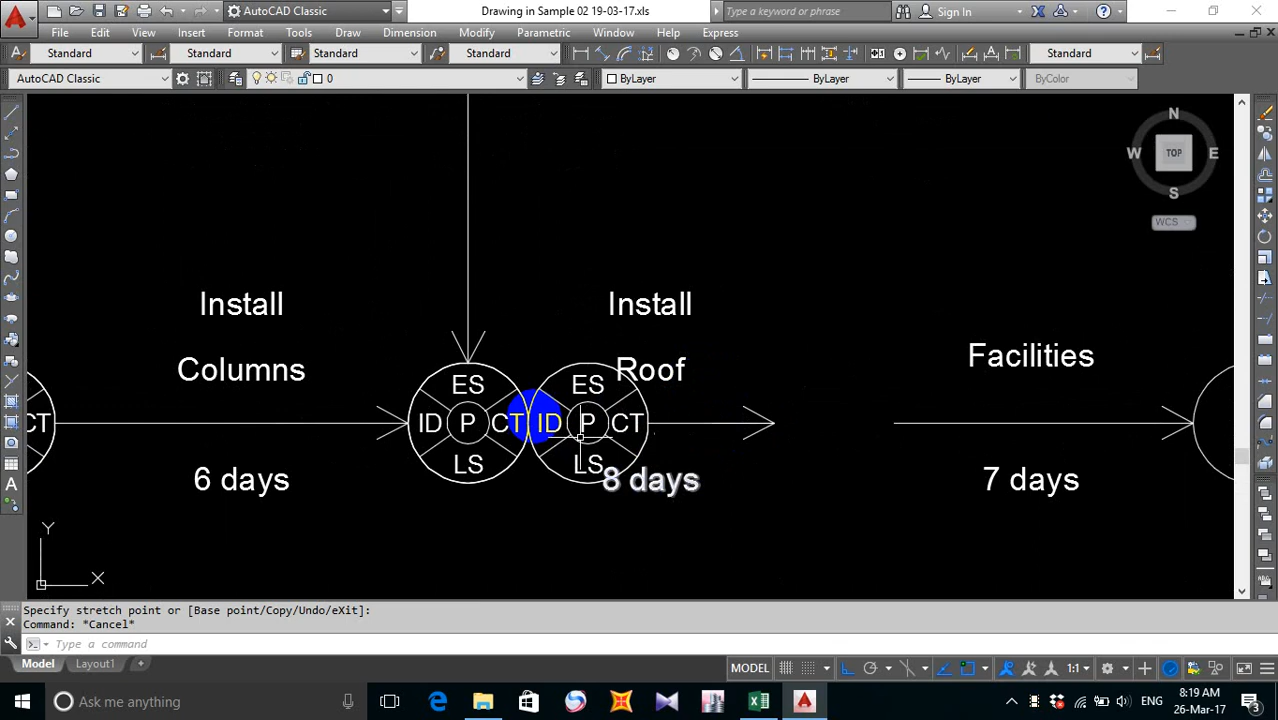 AutoCAD Classic
Drawing in Sample 02 19-03-17.xls
Type a keyword or phrase
Sign In
File Edit View Insert Format Tools Draw Dimension Modify Parametric Window Help Express
Standard Standard Standard Standard Standard
AutoCAD Classic 0 ByLayer ByLayer ByLayer ByColor
N
W TOP E
S
WCS
Install
Columns
6 days
Install
Roof
8 days
Facilities
7 days
CT
ES
ID P CT
LS
ES
ID P CT
LS
Y
X
Specify stretch point or [Base point/Copy/Undo/eXit]:
Command: *Cancel*
Type a command
Model Layout1 +
MODEL 1:1
Ask me anything
ENG
8:19 AM
26-Mar-17
3